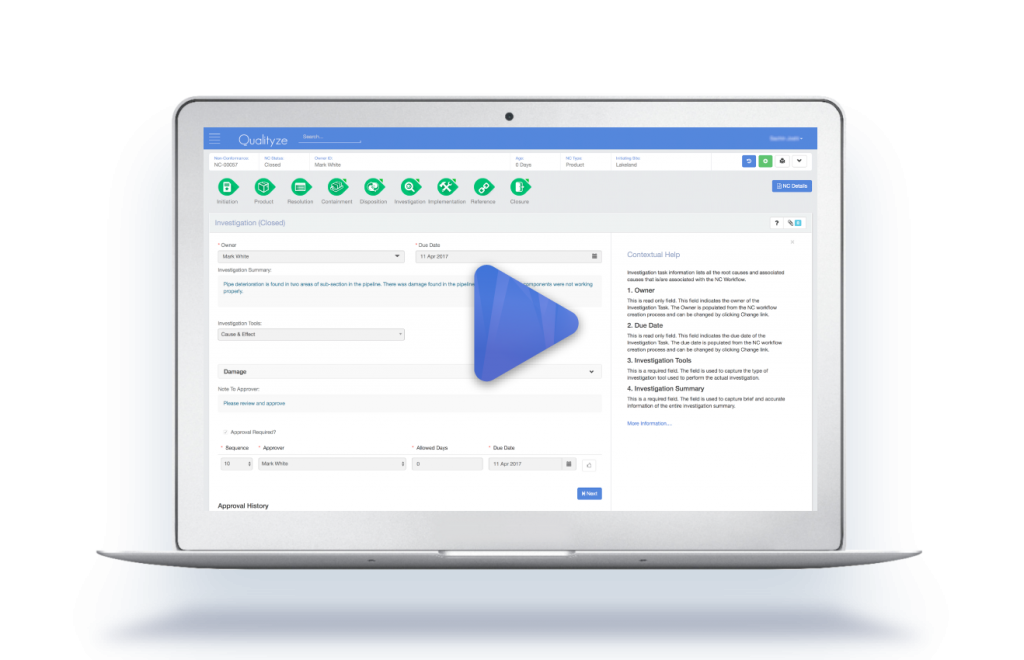 Qualityze
Search...
Non-Conformance NC-Status Owner ID: Age NC Type Initiating Site
NC-00057 Closed Mark White 0 Days Product Lakeland
Initiation Product Resolution Containment Disposition Investigation Implementation Reference Closure
NC Details
Investigation (Closed)
?
* Owner * Due Date
Mark White 11 Apr 2017
Investigation Summary:
Pipe deterioration is found in two areas of sub-section in the pipeline. There was damage found in the pipeline components were not working
properly.
Investigation Tools:
Cause & Effect
Damage
Note To Approver:
Please review and approve
Approval Required?
* Sequence * Approver * Allowed Days * Due Date
10 Mark White 0 11 Apr 2017
Next
Approval History
Contextual Help
Investigation task information lists all the root causes and associated
causes that is/are associated with the NC Workflow.
1. Owner
This is read only field. This field indicates the owner of the
Investigation Task. The Owner is populated from the NC workflow
creation process and can be changed by clicking Change link.
2. Due Date
This is read only field. This field indicates the due date of the
Investigation Task. The due date is populated from the NC workflow
creation process and can be changed by clicking Change link.
3. Investigation Tools
This is a required field. The field is used to capture the type of
investigation tool used to perform the actual investigation.
4. Investigation Summary
This is a required field. The field is used to capture brief and accurate
information of the entire investigation summary.
More Information....